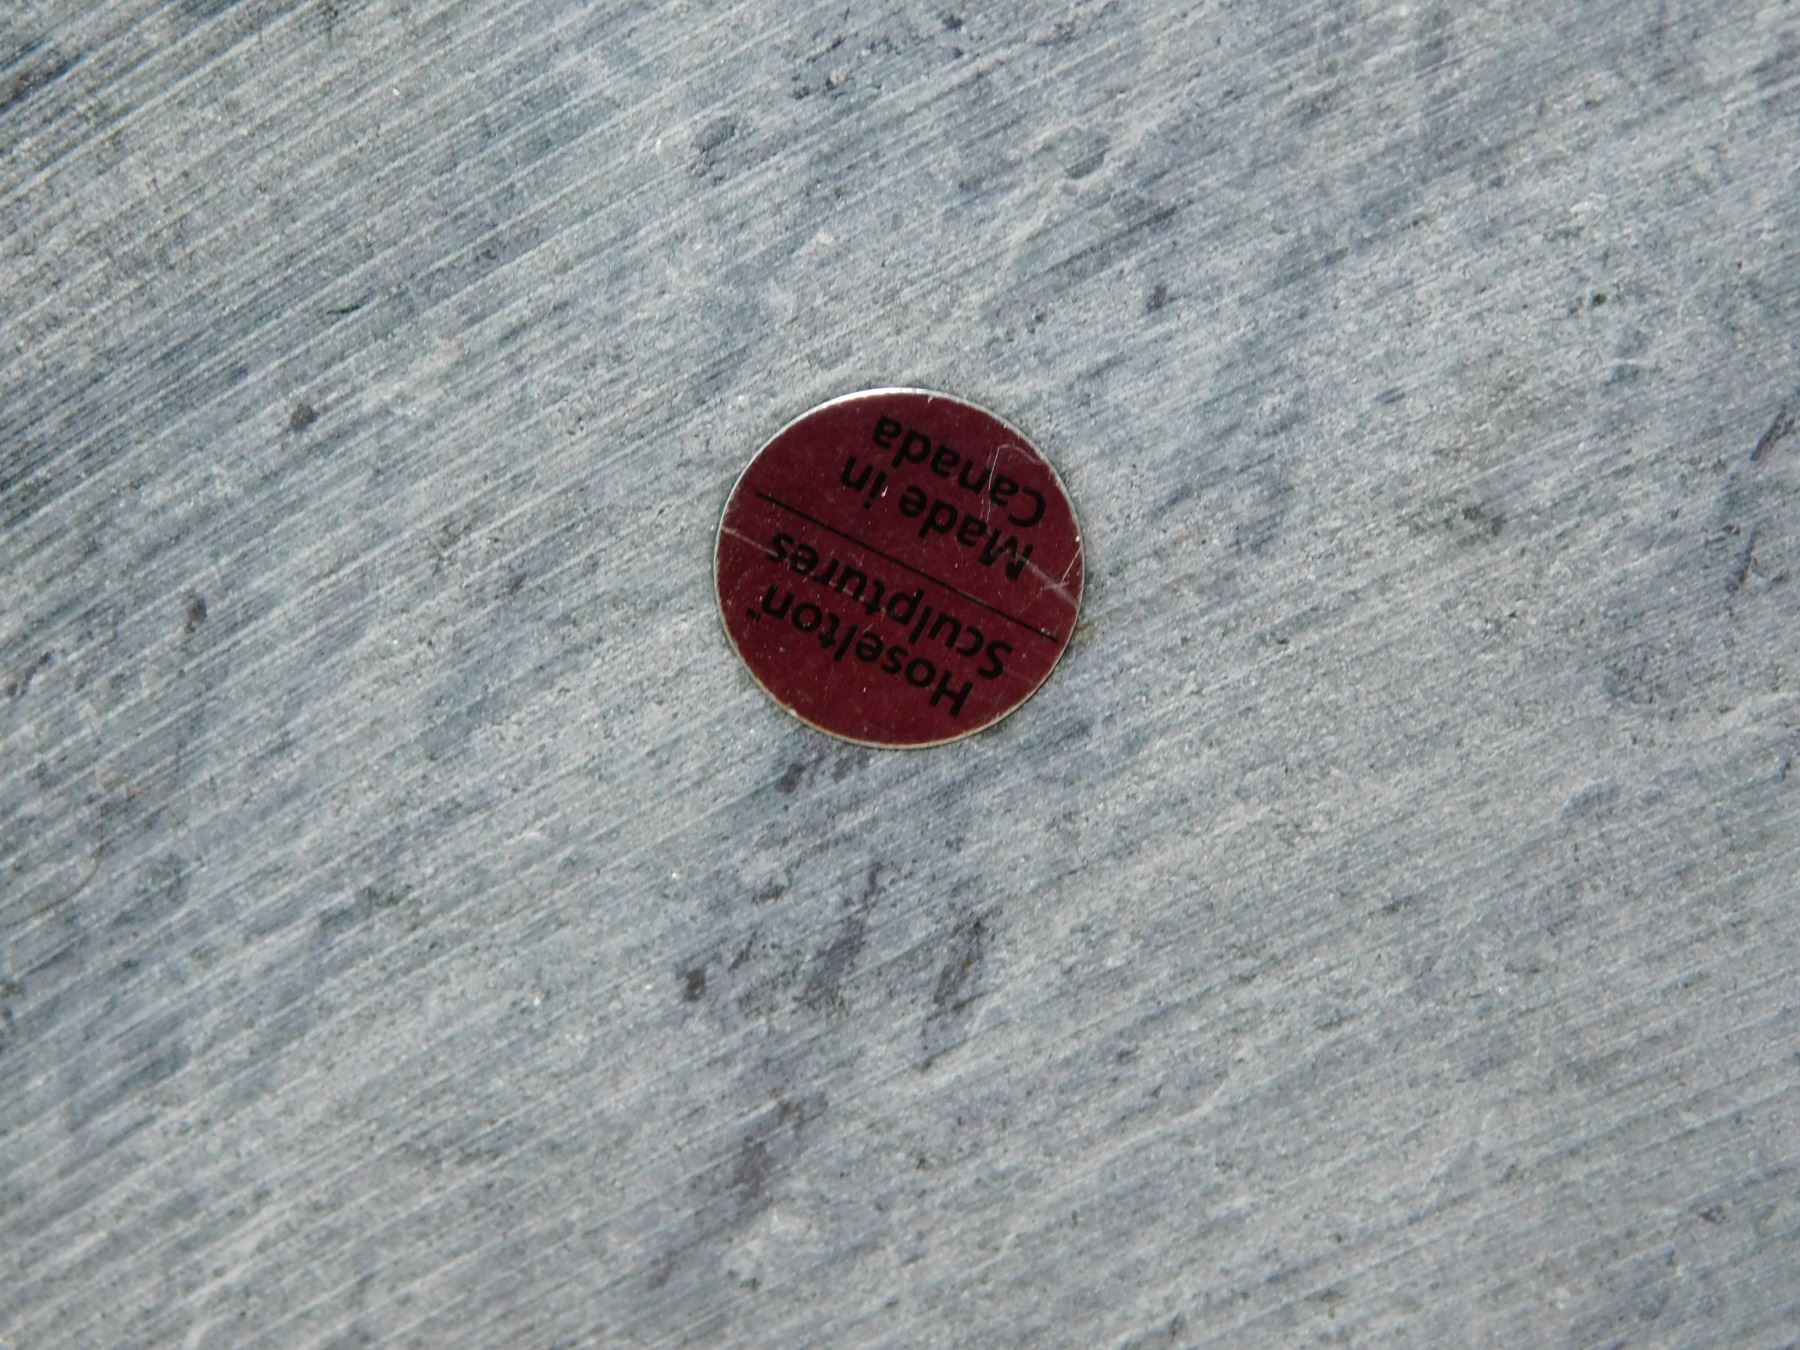 Hoselton™
Sculptures
Made in
Canada